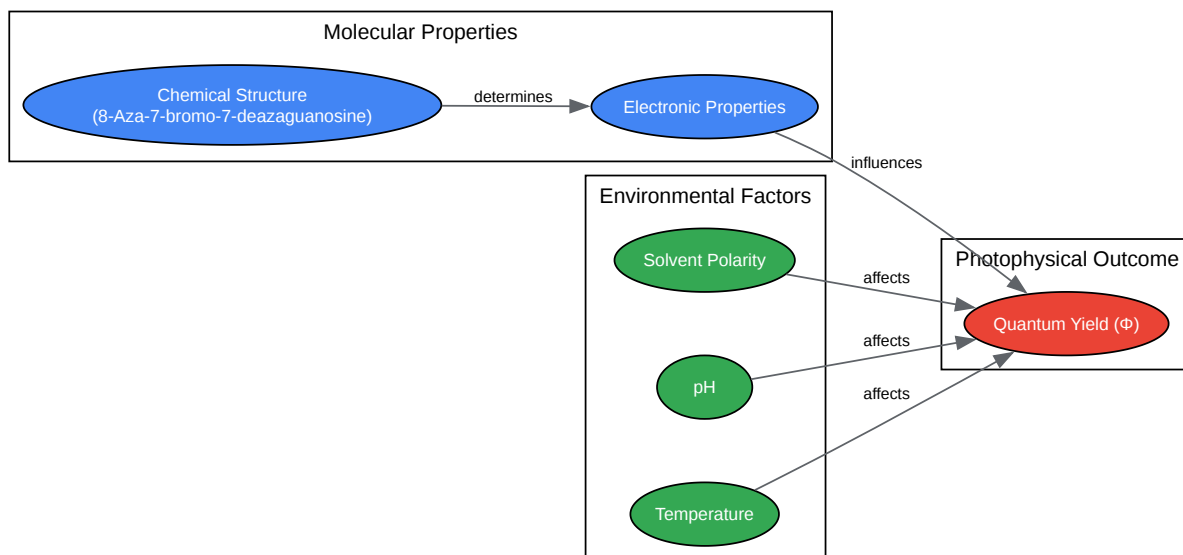 Molecular Properties
Chemical Structure
(8-Aza-7-bromo-7-deazaguanosine)
determines
Electronic Properties
influences
Environmental Factors
Solvent Polarity
affects
pH
affects
Temperature
affects
Photophysical Outcome
Quantum Yield (Φ)